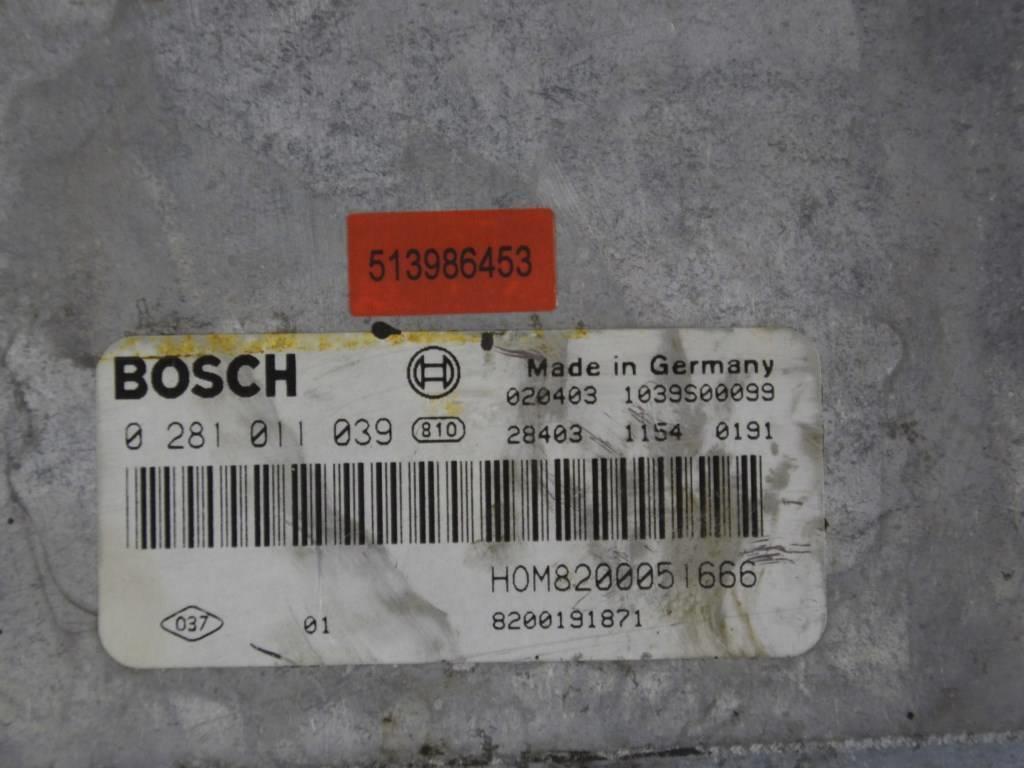 513986453
BOSCH Made in Germany
020403 1039S00099
0 281 011 039 810 28403 1154 0191
HOM8200051666
037 01 8200191871